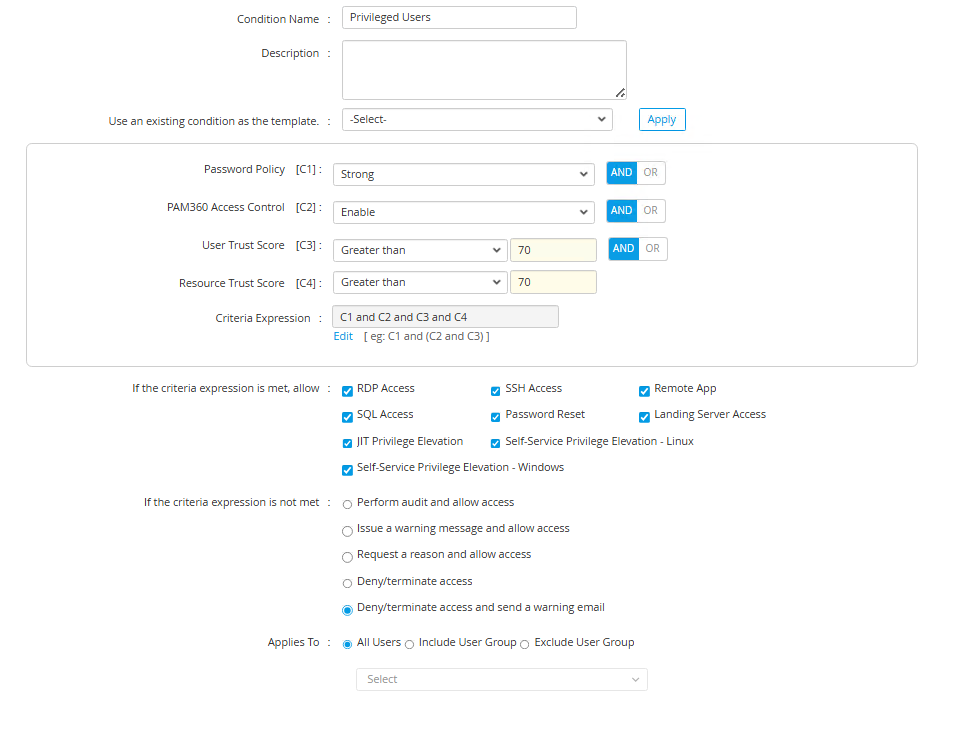 Condition Name : Privileged Users
Description :
Use an existing condition as the template. : -Select- Apply
Password Policy [C1] : Strong AND OR
PAM360 Access Control [C2] : Enable AND OR
User Trust Score [C3] : Greater than 70 AND OR
Resource Trust Score [C4] : Greater than 70
Criteria Expression : C1 and C2 and C3 and C4
Edit [ eg: C1 and (C2 and C3) ]
If the criteria expression is met, allow : RDP Access SSH Access Remote App
SQL Access Password Reset Landing Server Access
JIT Privilege Elevation Self-Service Privilege Elevation - Linux
Self-Service Privilege Elevation - Windows
If the criteria expression is not met : Perform audit and allow access
Issue a warning message and allow access
Request a reason and allow access
Deny/terminate access
Deny/terminate access and send a warning email
Applies To : All Users Include User Group Exclude User Group
Select